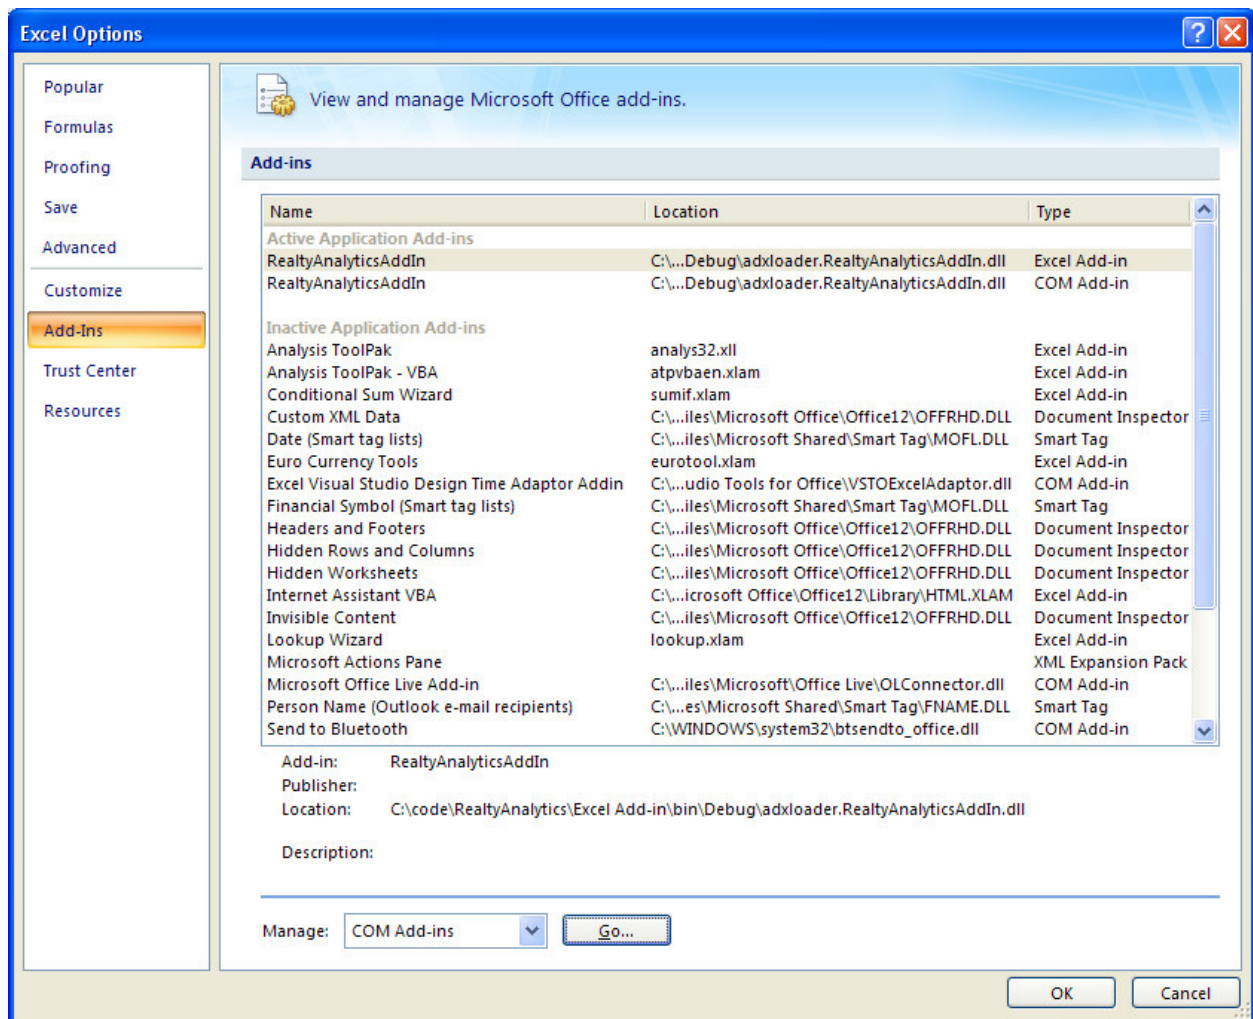 Excel Options
Popular
Formulas
Proofing
Save
Advanced
Customize
Add-Ins
Trust Center
Resources
View and manage Microsoft Office add-ins.
Add-ins
Name Location Type
Active Application Add-ins
RealtyAnalyticsAddIn C:\...Debug\adxloader.RealtyAnalyticsAddIn.dll Excel Add-in
RealtyAnalyticsAddIn C:\...Debug\adxloader.RealtyAnalyticsAddIn.dll COM Add-in
Inactive Application Add-ins
Analysis ToolPak analys32.xll Excel Add-in
Analysis ToolPak - VBA atpvbaen.xlam Excel Add-in
Conditional Sum Wizard sumif.xlam Excel Add-in
Custom XML Data C:\...iles\Microsoft Office\Office12\OFFRHD.DLL Document Inspector
Date (Smart tag lists) C:\...iles\Microsoft Shared\Smart Tag\MOFL.DLL Smart Tag
Euro Currency Tools eurotool.xlam Excel Add-in
Excel Visual Studio Design Time Adaptor Addin C:\...udio Tools for Office\VSTOExcelAdaptor.dll COM Add-in
Financial Symbol (Smart tag lists) C:\...iles\Microsoft Shared\Smart Tag\MOFL.DLL Smart Tag
Headers and Footers C:\...iles\Microsoft Office\Office12\OFFRHD.DLL Document Inspector
Hidden Rows and Columns C:\...iles\Microsoft Office\Office12\OFFRHD.DLL Document Inspector
Hidden Worksheets C:\...iles\Microsoft Office\Office12\OFFRHD.DLL Document Inspector
Internet Assistant VBA C:\...icrosoft Office\Office12\Library\HTML.XLAM Excel Add-in
Invisible Content C:\...iles\Microsoft Office\Office12\OFFRHD.DLL Document Inspector
Lookup Wizard lookup.xlam Excel Add-in
Microsoft Actions Pane XML Expansion Pack
Microsoft Office Live Add-in C:\...iles\Microsoft\Office Live\OLConnector.dll COM Add-in
Person Name (Outlook e-mail recipients) C:\...es\Microsoft Shared\Smart Tag\FNAME.DLL Smart Tag
Send to Bluetooth C:\WINDOWS\system32\btsendto_office.dll COM Add-in
Add-in: RealtyAnalyticsAddIn
Publisher:
Location: C:\code\RealtyAnalytics\Excel Add-in\bin\Debug\adxloader.RealtyAnalyticsAddIn.dll
Description:
Manage: COM Add-ins Go...
OK Cancel